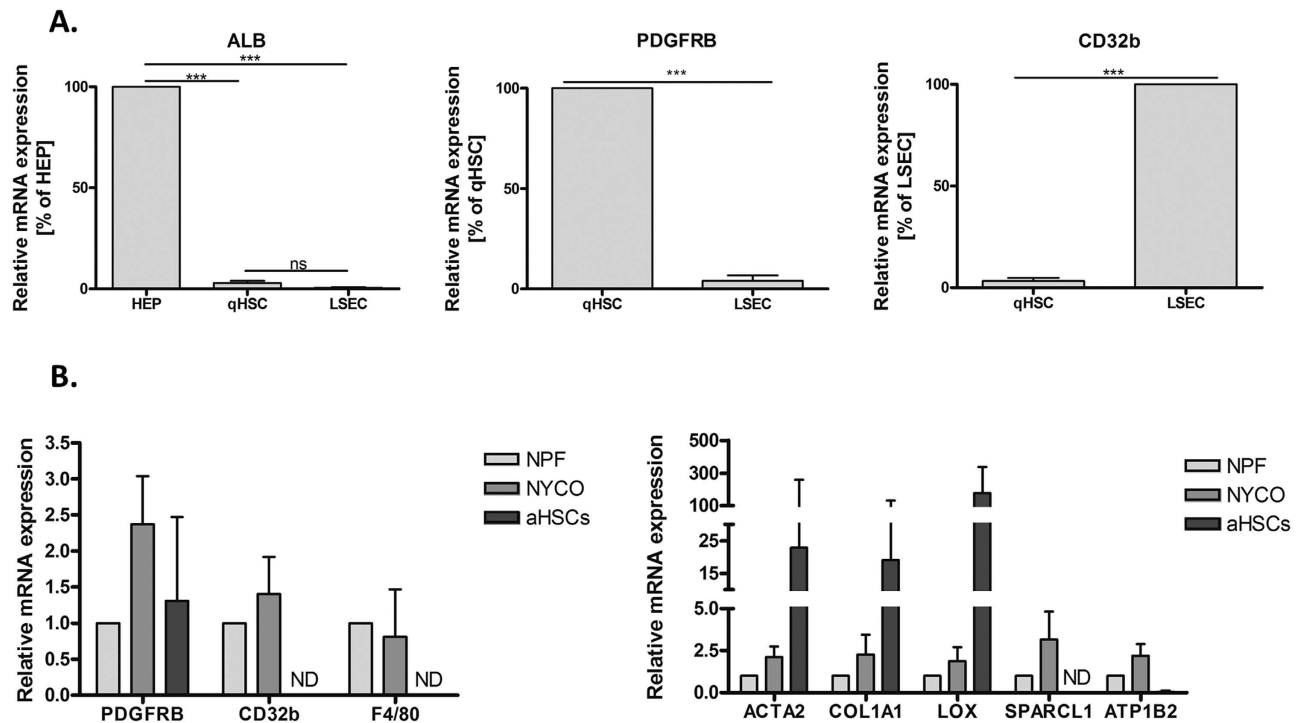 A.
ALB
Relative mRNA expression
[% of HEP]
100
50
0
***
***
ns
HEP qHSC LSEC
PDGFRB
Relative mRNA expression
[% of qHSC]
100
50
0
***
qHSC LSEC
CD32b
Relative mRNA expression
[% of LSEC]
100
50
0
***
qHSC LSEC
B.
Relative mRNA expression
3.5
3.0
2.5
2.0
1.5
1.0
0.5
0.0
NPF
NYCO
aHSCs
ND
ND
PDGFRB CD32b F4/80
Relative mRNA expression
500
300
100
25
15
5.0
2.5
0.0
NPF
NYCO
aHSCs
ND
ACTA2 COL1A1 LOX SPARCL1 ATP1B2